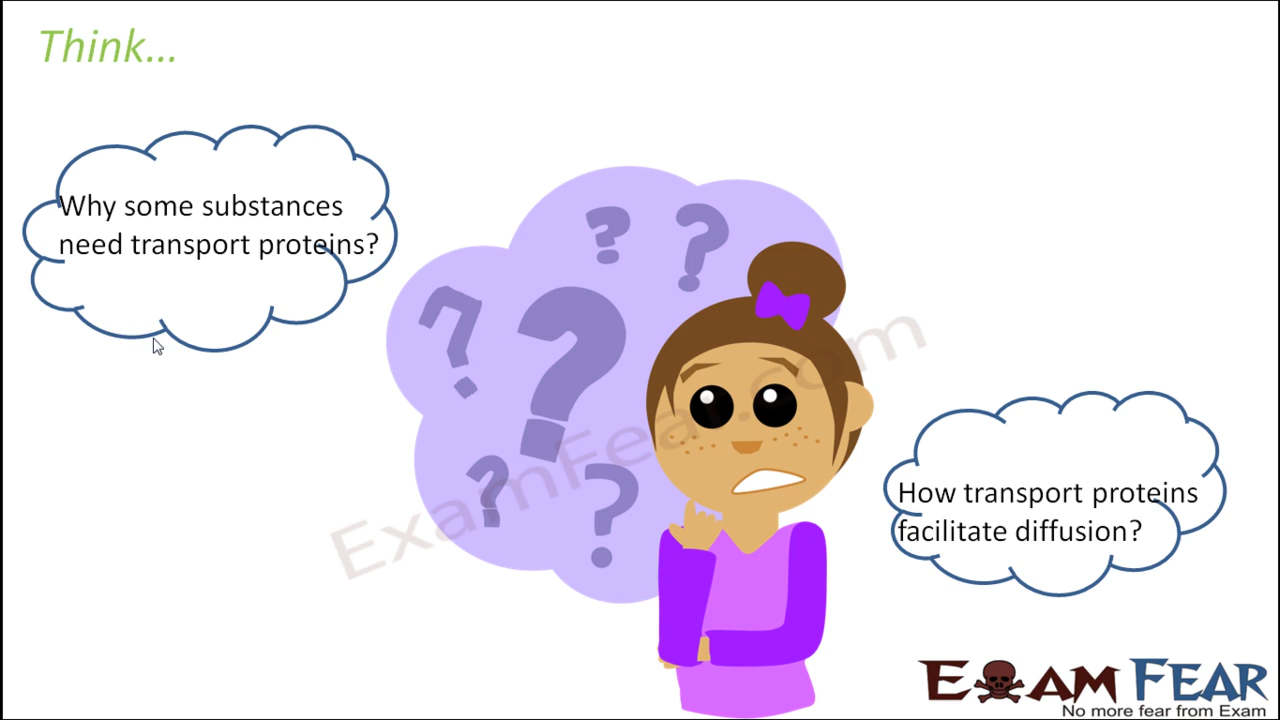 Think...
Why some substances
need transport proteins?
? ?
? ?
? ?
ExamFear.com
How transport proteins
facilitate diffusion?
EXAM FEAR
No more fear from Exam